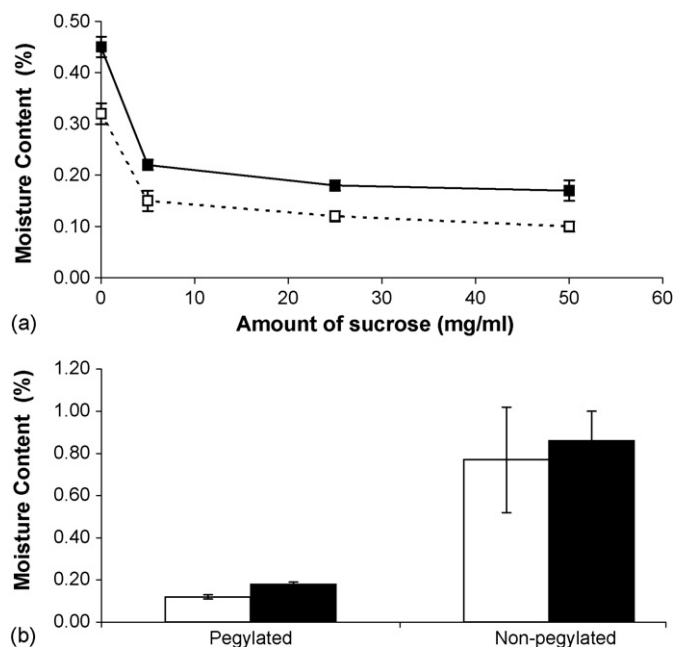 0.50
0.40
0.30
0.20
0.10
0.00
Moisture Content (%)
0 10 20 30 40 50 60
(a) Amount of sucrose (mg/ml)
1.20
1.00
0.80
0.60
0.40
0.20
0.00
Moisture Content (%)
(b) Pegylated Non-pegylated